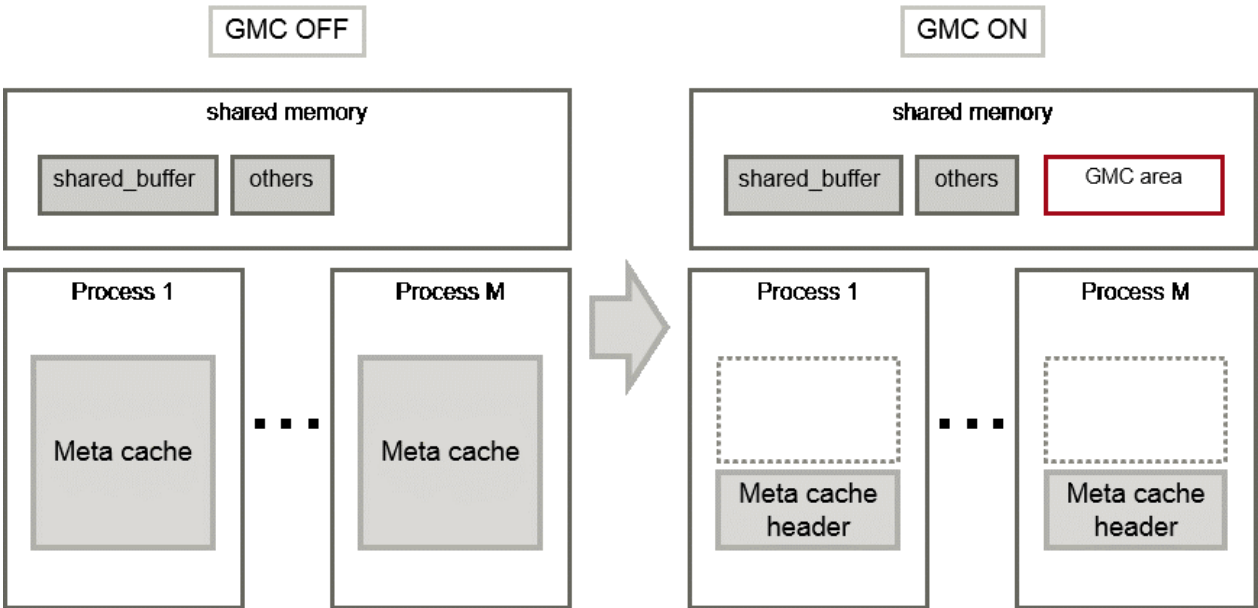 GMC OFF
shared memory
shared_buffer
others
Process 1
Process M
Meta cache
Meta cache
GMC ON
shared memory
shared_buffer
others
GMC area
Process 1
Process M
Meta cache
header
Meta cache
header